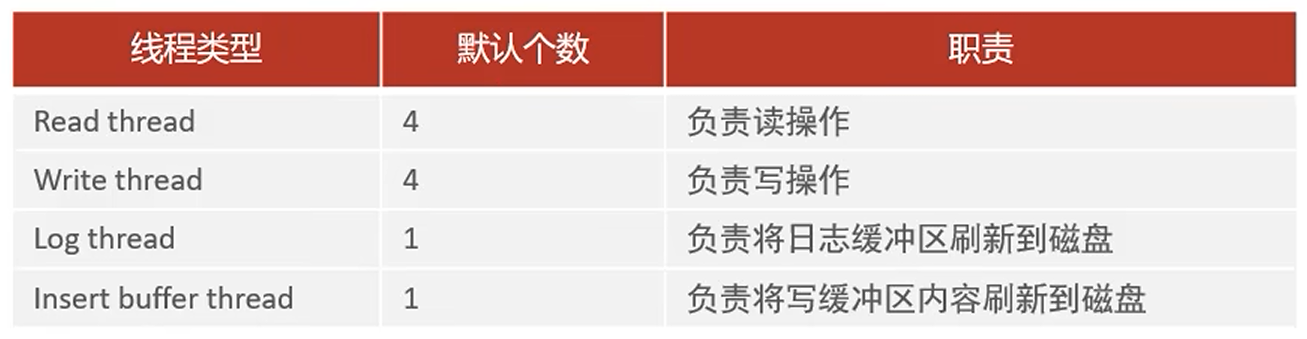 线程类型 默认个数 职责
Read thread 4 负责读操作
Write thread 4 负责写操作
Log thread 1 负责将日志缓冲区刷新到磁盘
Insert buffer thread 1 负责将写缓冲区内容刷新到磁盘